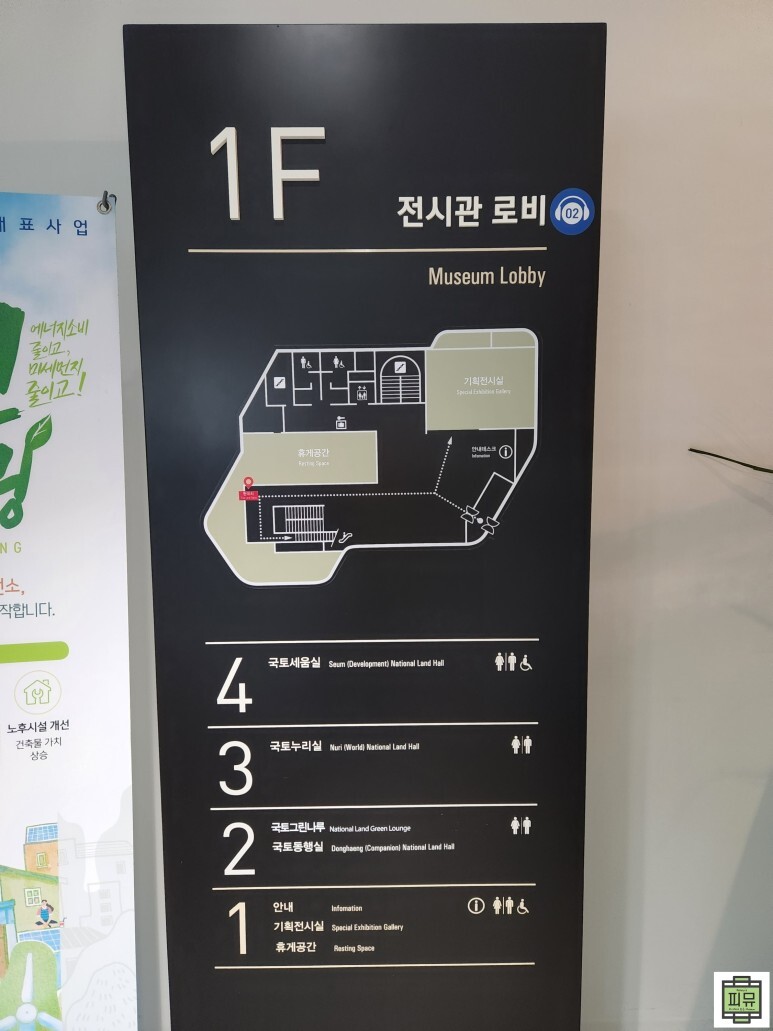 1F
전시관 로비
02
Museum Lobby
기획전시실
Special Exhibition Gallery
안내데스크
Infomation
휴게공간
Resting Space
4 국토세움실 Seum (Development) National Land Hall
3 국토누리실 Nuri (World) National Land Hall
2 국토그린나루 National Land Green Lounge
국토동행실 Donghaeng (Companion) National Land Hall
1 안내 Infomation
기획전시실 Special Exhibition Gallery
휴게공간 Resting Space
대표사업
에너지소비
줄이고,
미세먼지
줄이고!
NG
작합니다.
노후시설 개선
건축물 가치
상승
피뮤